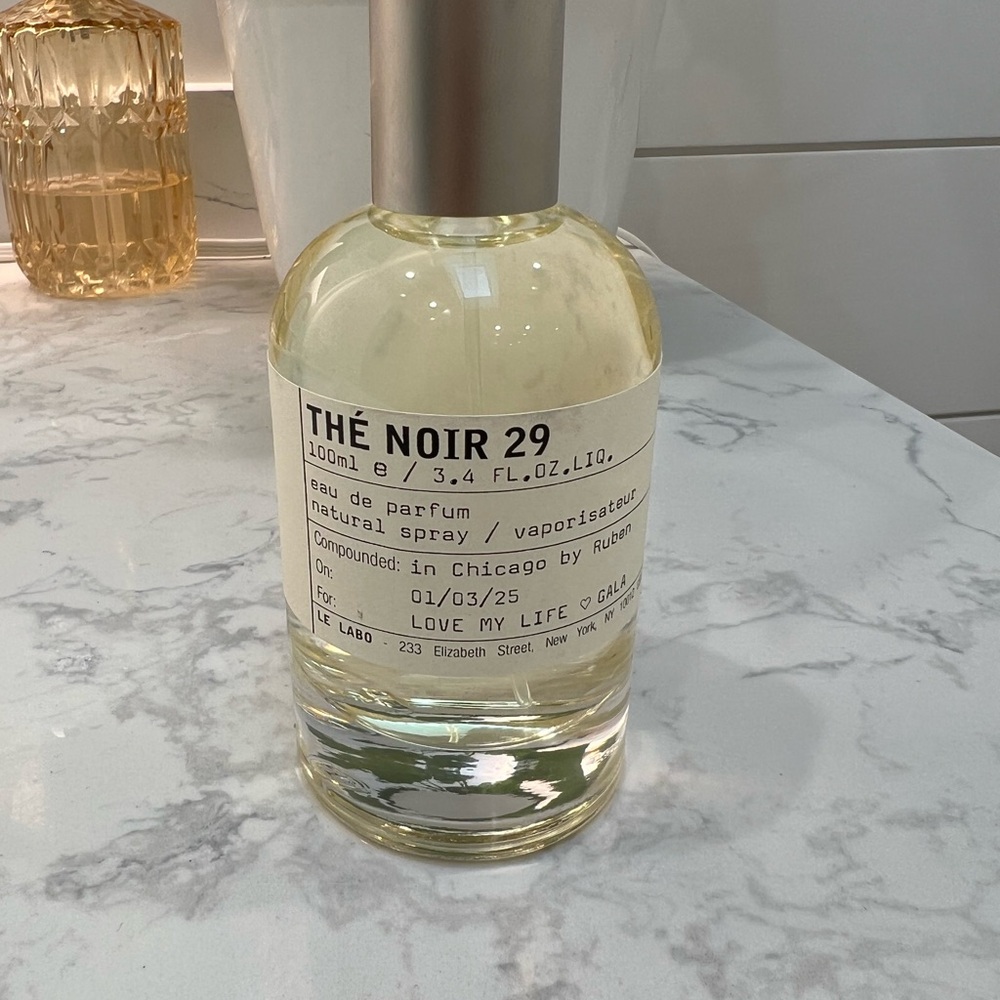 THÉ NOIR 29
100ml e / 3.4 FL.OZ.LIQ.
eau de parfum
natural spray / vaporisateur
Compounded: in Chicago by Ruben
On: 01/03/25
For: LOVE MY LIFE ♡ GALA
LE LABO - 233 Elizabeth Street, New York, NY